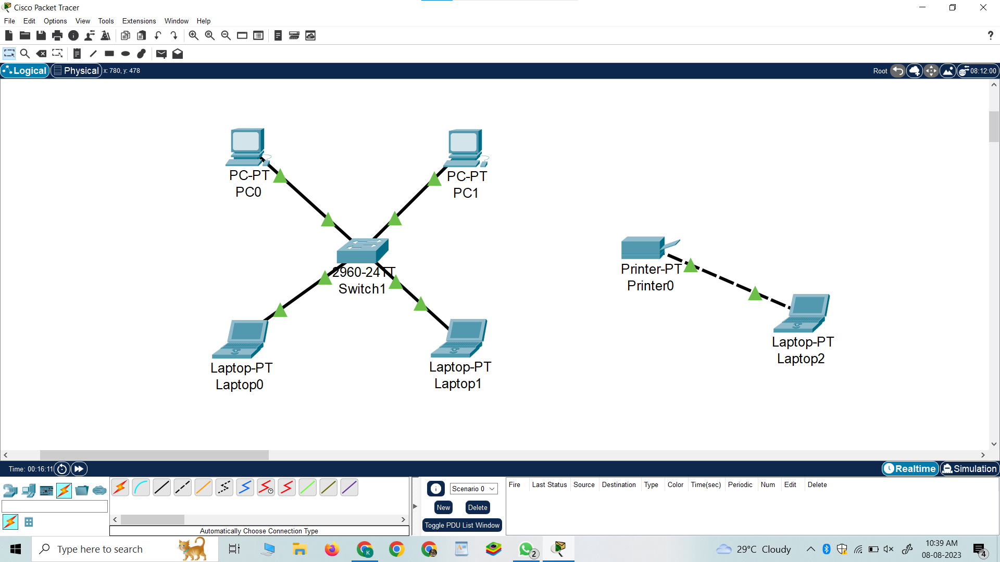 Cisco Packet Tracer
File Edit Options View Tools Extensions Window Help
?
Logical Physical x: 780, y: 478 Root 08:12:00
PC-PT
PC0
PC-PT
PC1
2960-24TT
Switch1
Printer-PT
Printer0
Laptop-PT
Laptop0
Laptop-PT
Laptop1
Laptop-PT
Laptop2
Time: 00:16:11 Realtime Simulation
Scenario 0
New Delete
Toggle PDU List Window
Fire Last Status Source Destination Type Color Time(sec) Periodic Num Edit Delete
Automatically Choose Connection Type
Type here to search
K
2
29°C Cloudy
10:39 AM
08-08-2023
4